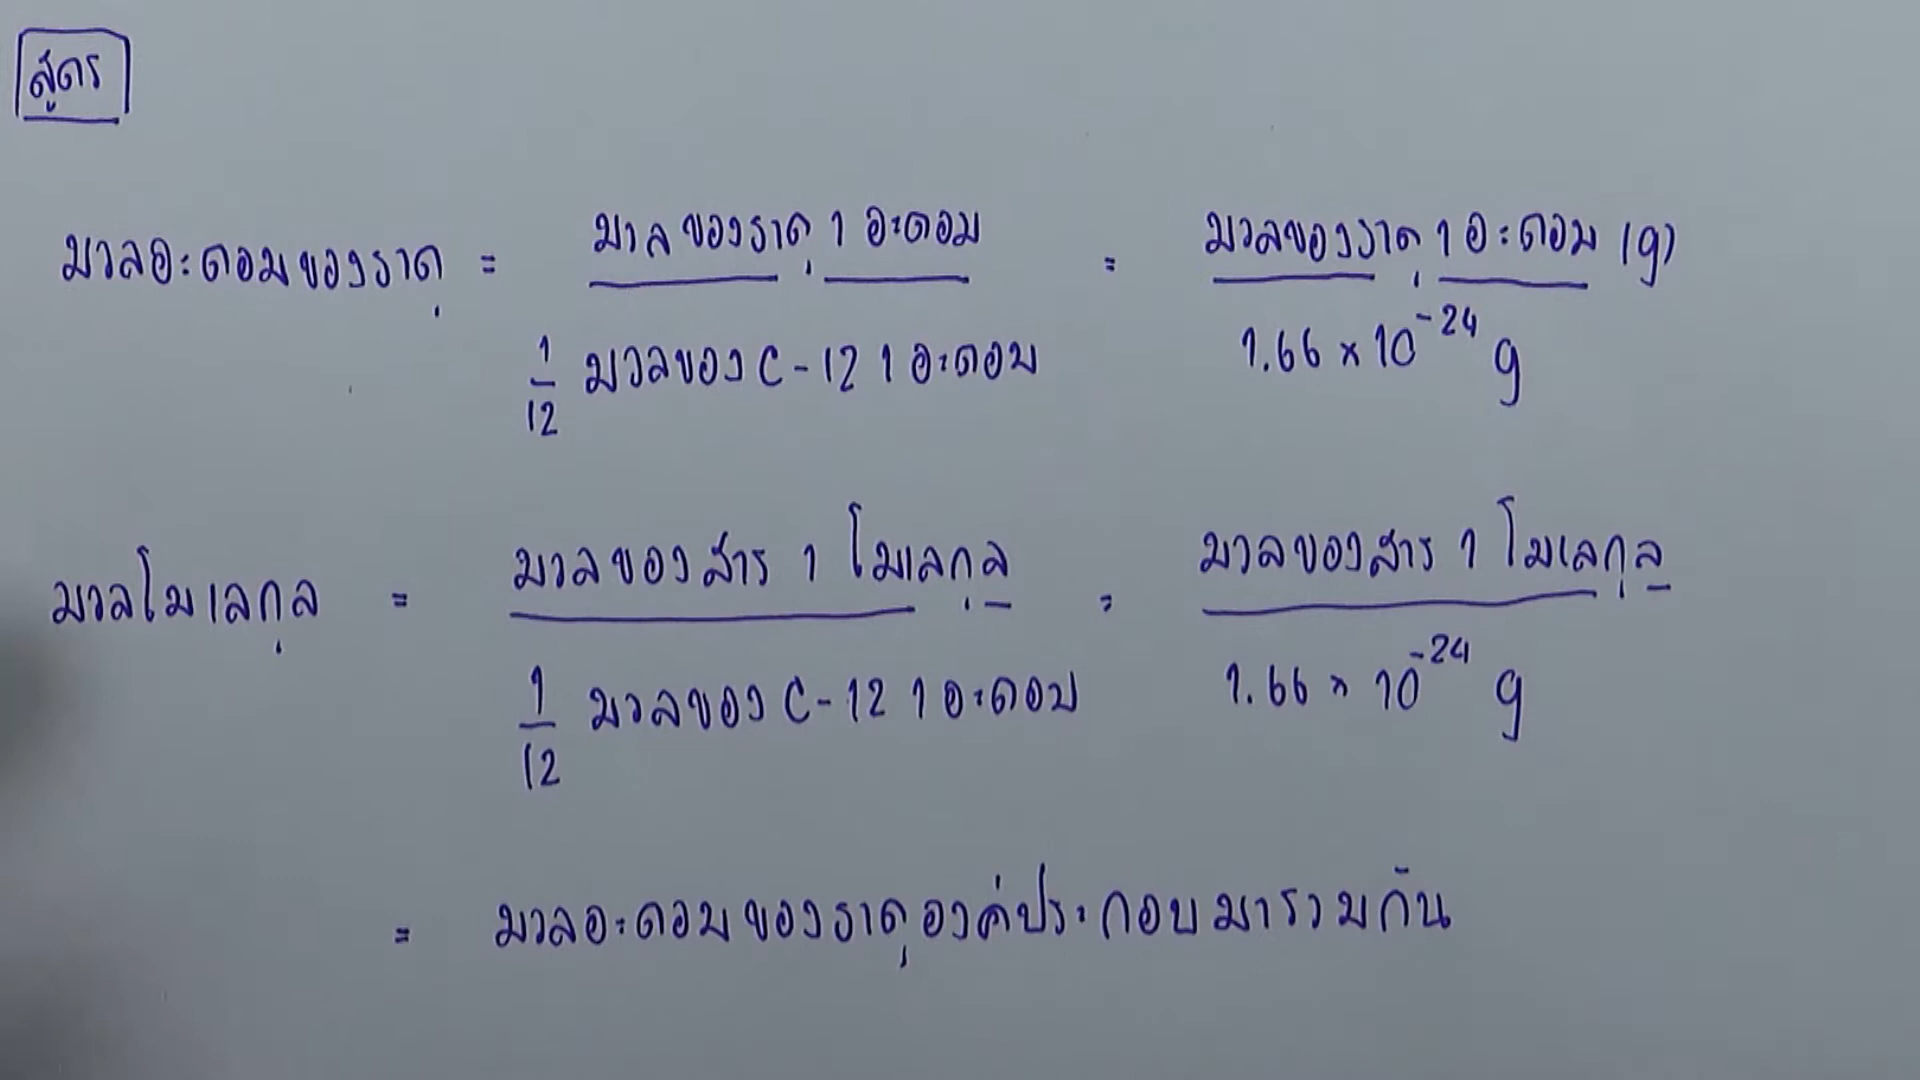 สูตร
มวลอะตอมของธาตุ = มวลของธาตุ 1 อะตอม / 1/12 มวลของ C-12 1 อะตอม = มวลของธาตุ 1 อะตอม (g) / 1.66 × 10^-24 g
มวลโมเลกุล = มวลของสาร 1 โมเลกุล / 1/12 มวลของ C-12 1 อะตอม = มวลของสาร 1 โมเลกุล / 1.66 × 10^-24 g
= มวลอะตอมของธาตุองค์ประกอบมารวมกัน